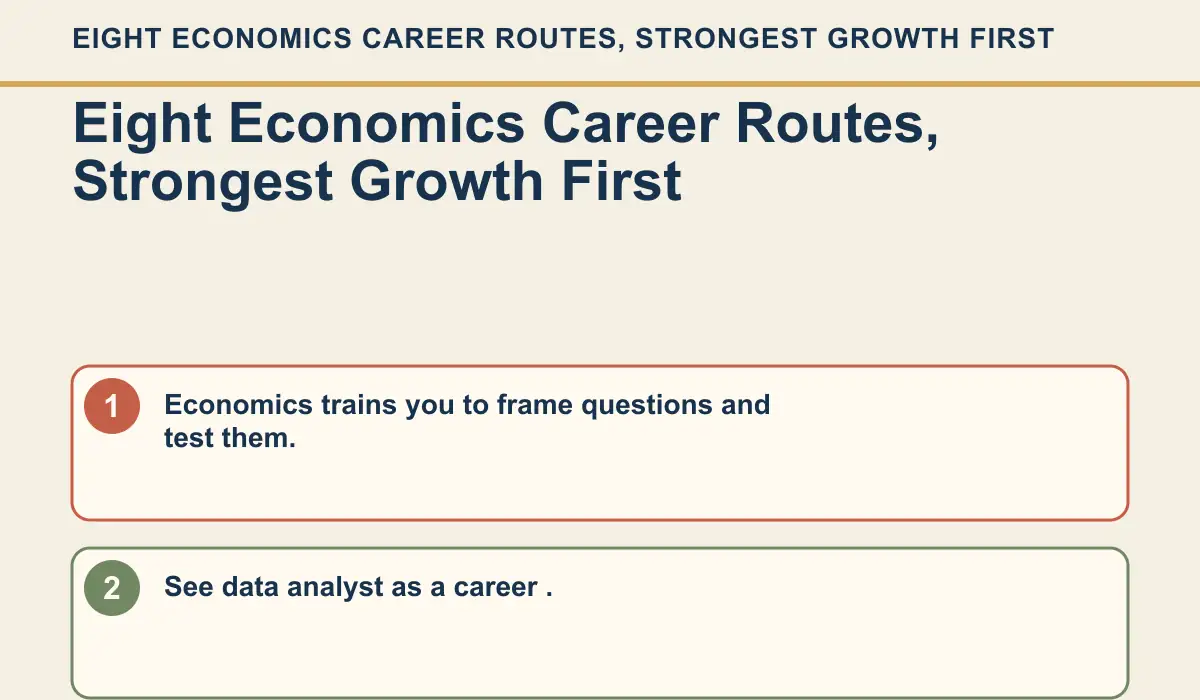 EIGHT ECONOMICS CAREER ROUTES, STRONGEST GROWTH FIRST
Eight Economics Career Routes,
Strongest Growth First
1
Economics trains you to frame questions and
test them.
2
See data analyst as a career .